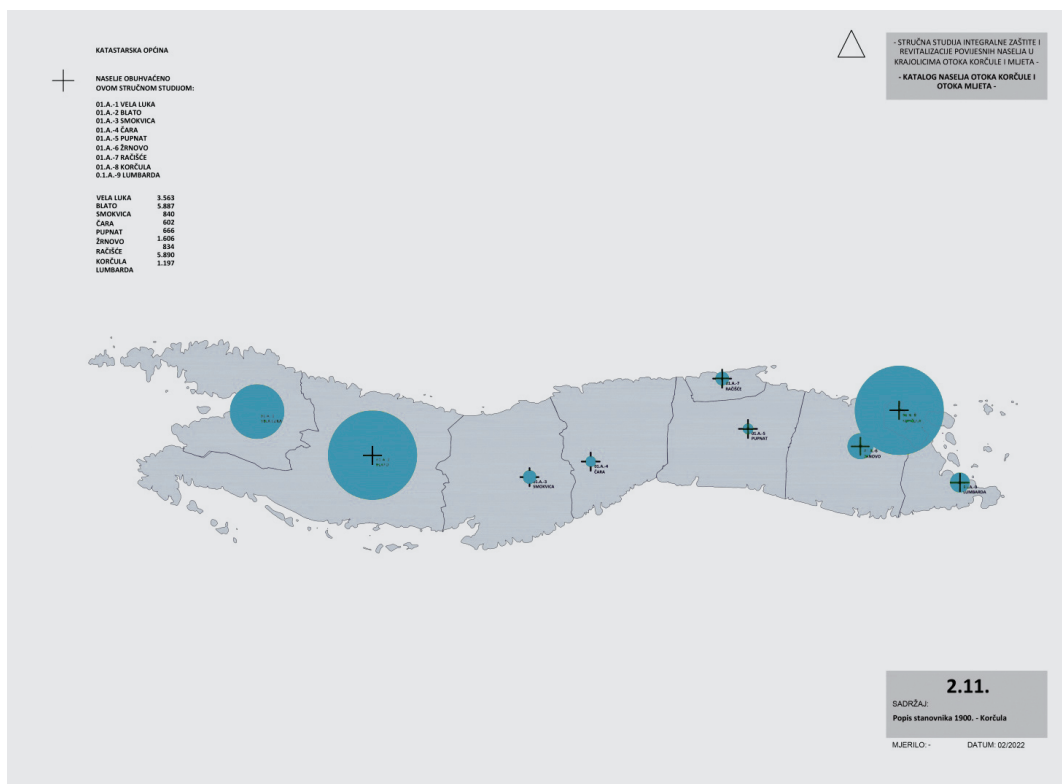 KATASTARSKA OPĆINA
NASELJE OBUHVAĆENO
OVOM STRUČNOM STUDIJOM:
01.A.-1 VELA LUKA
01.A.-2 BLATO
01.A.-3 SMOKVICA
01.A.-4 ČARA
01.A.-5 PUPNAT
01.A.-6 ŽRNOVO
01.A.-7 RAČIŠĆE
01.A.-8 KORČULA
0.1.A.-9 LUMBARDA
VELA LUKA 3.563
BLATO 5.887
SMOKVICA 840
ČARA 602
PUPNAT 666
ŽRNOVO 1.606
RAČIŠĆE 834
KORČULA 5.890
LUMBARDA 1.197
- STRUČNA STUDIJA INTEGRALNE ZAŠTITE I
REVITALIZACIJE POVIJESNIH NASELJA U
KRAJOLICIMA OTOKA KORČULE I MLJETA -
- KATALOG NASELJA OTOKA KORČULE I
OTOKA MLJETA -
01.A.-7
RAČIŠĆE
01.A.-5
PUPNAT
01.A.-4
ČARA
01.A.-3
SMOKVICA
LUMBARDA
2.11.
SADRŽAJ:
Popis stanovnika 1900. - Korčula
MJERILO: - DATUM: 02/2022